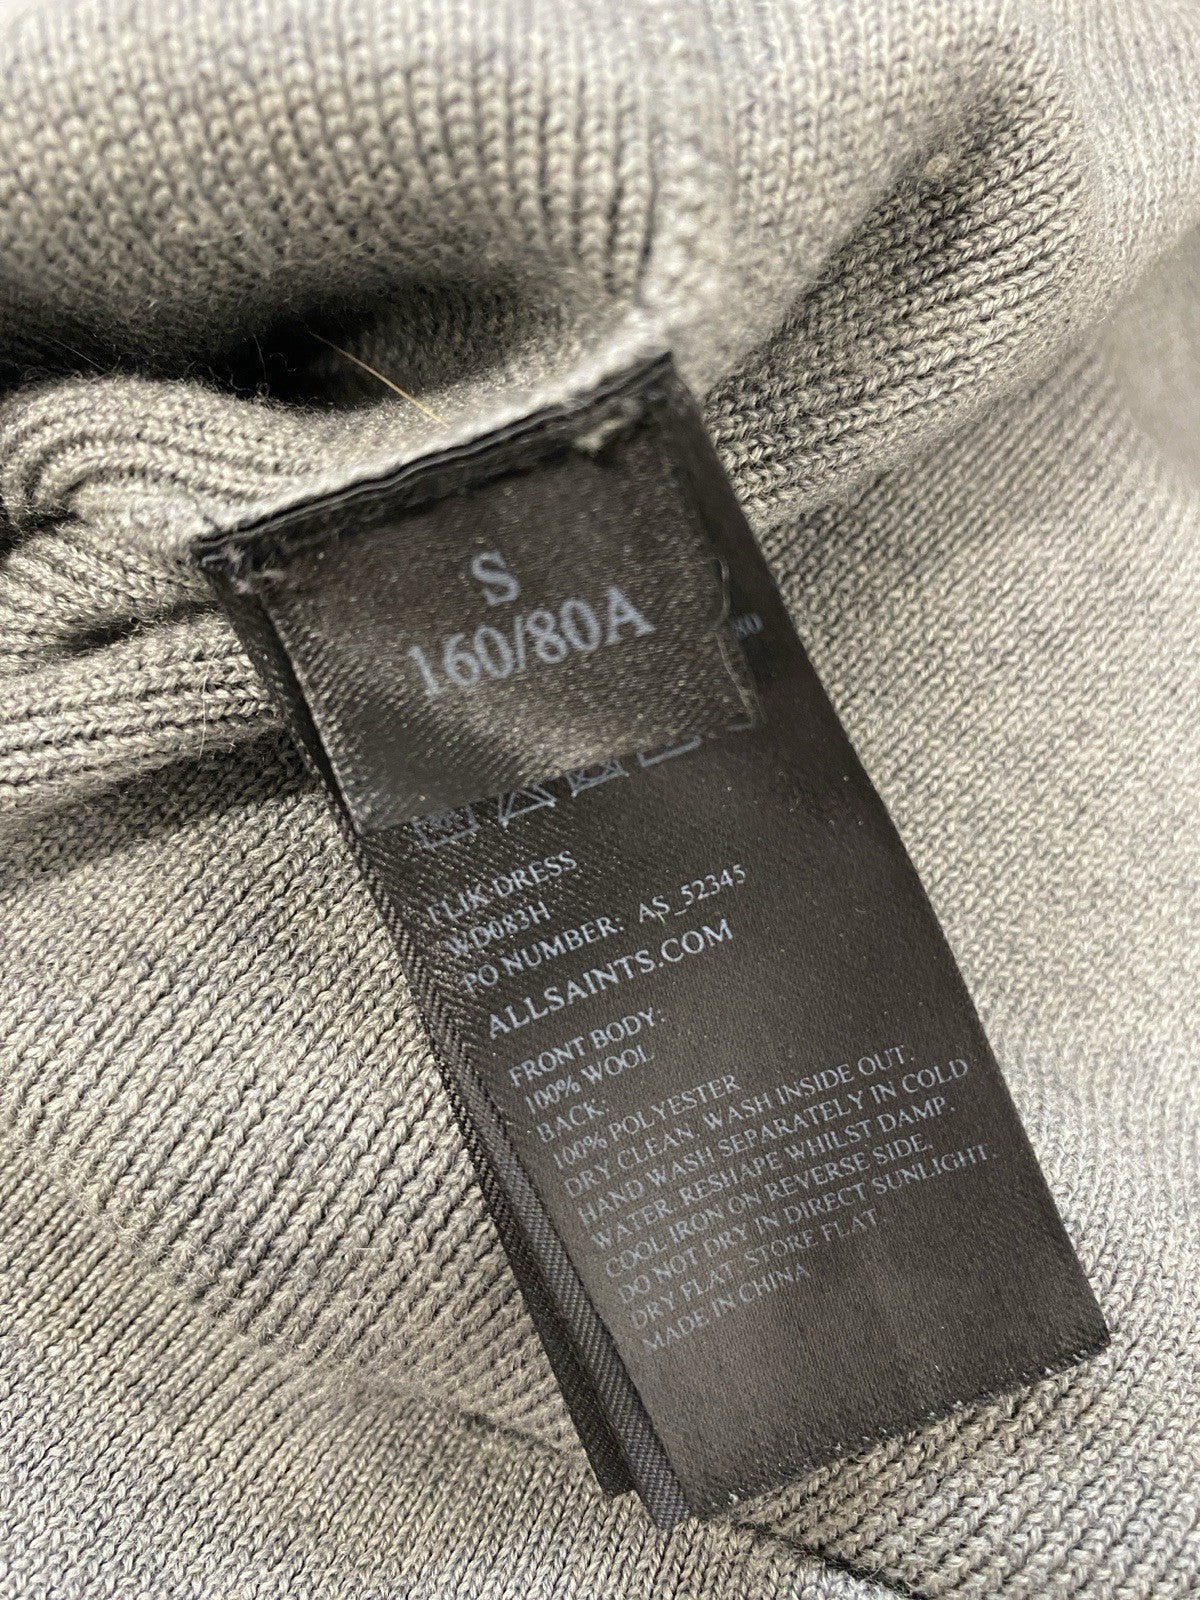 S
160/80A
FLIK DRESS
WD083H
PO NUMBER: AS_52345
ALLSAINTS.COM
FRONT BODY:
100% WOOL
BACK:
100% POLYESTER
DRY CLEAN. WASH INSIDE OUT.
HAND WASH SEPARATELY IN COLD
WATER. RESHAPE WHILST DAMP.
COOL IRON ON REVERSE SIDE.
DO NOT DRY IN DIRECT SUNLIGHT.
DRY FLAT. STORE FLAT.
MADE IN CHINA